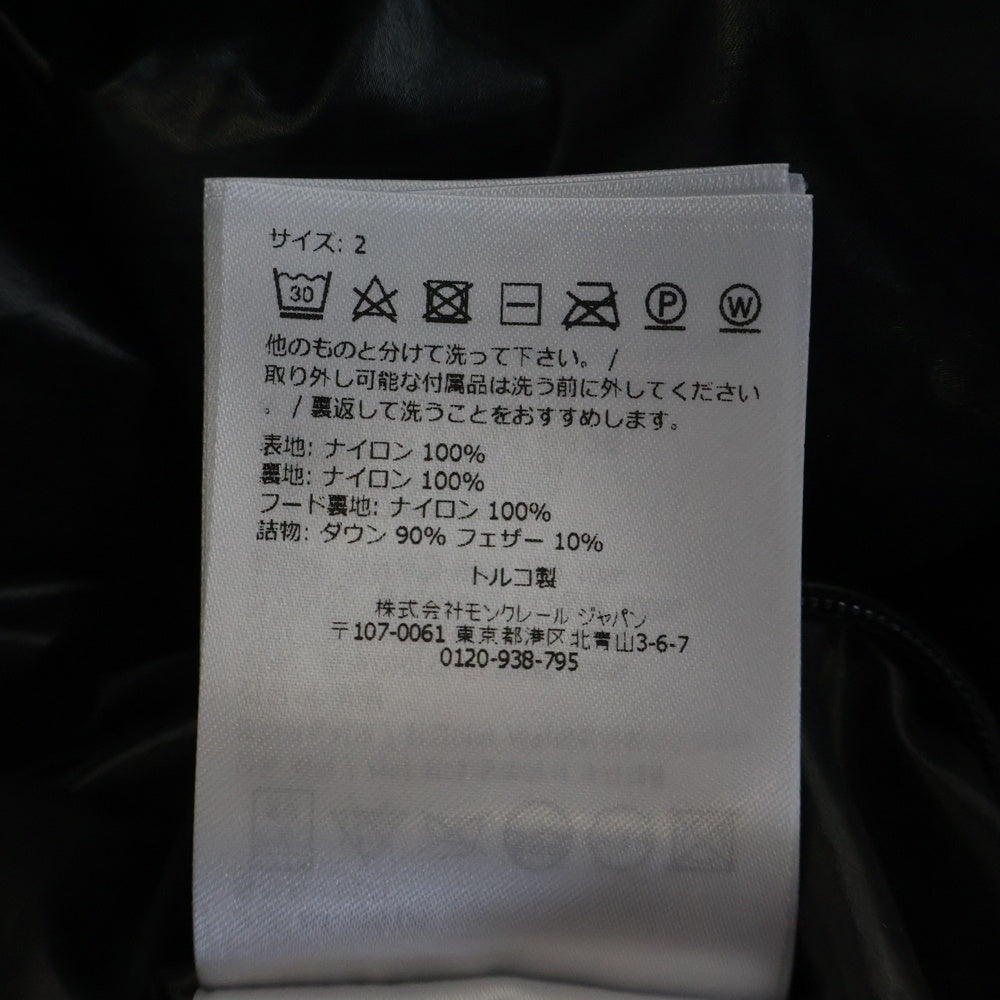 サイズ: 2
30 P W
他のものと分けて洗って下さい。 /
取り外し可能な付属品は洗う前に外してください
。 / 裏返して洗うことをおすすめします。
表地: ナイロン 100%
裏地: ナイロン 100%
フード裏地: ナイロン 100%
詰物: ダウン 90% フェザー 10%
トルコ製
株式会社モンクレール ジャパン
〒107-0061 東京都港区北青山3-6-7
0120-938-795